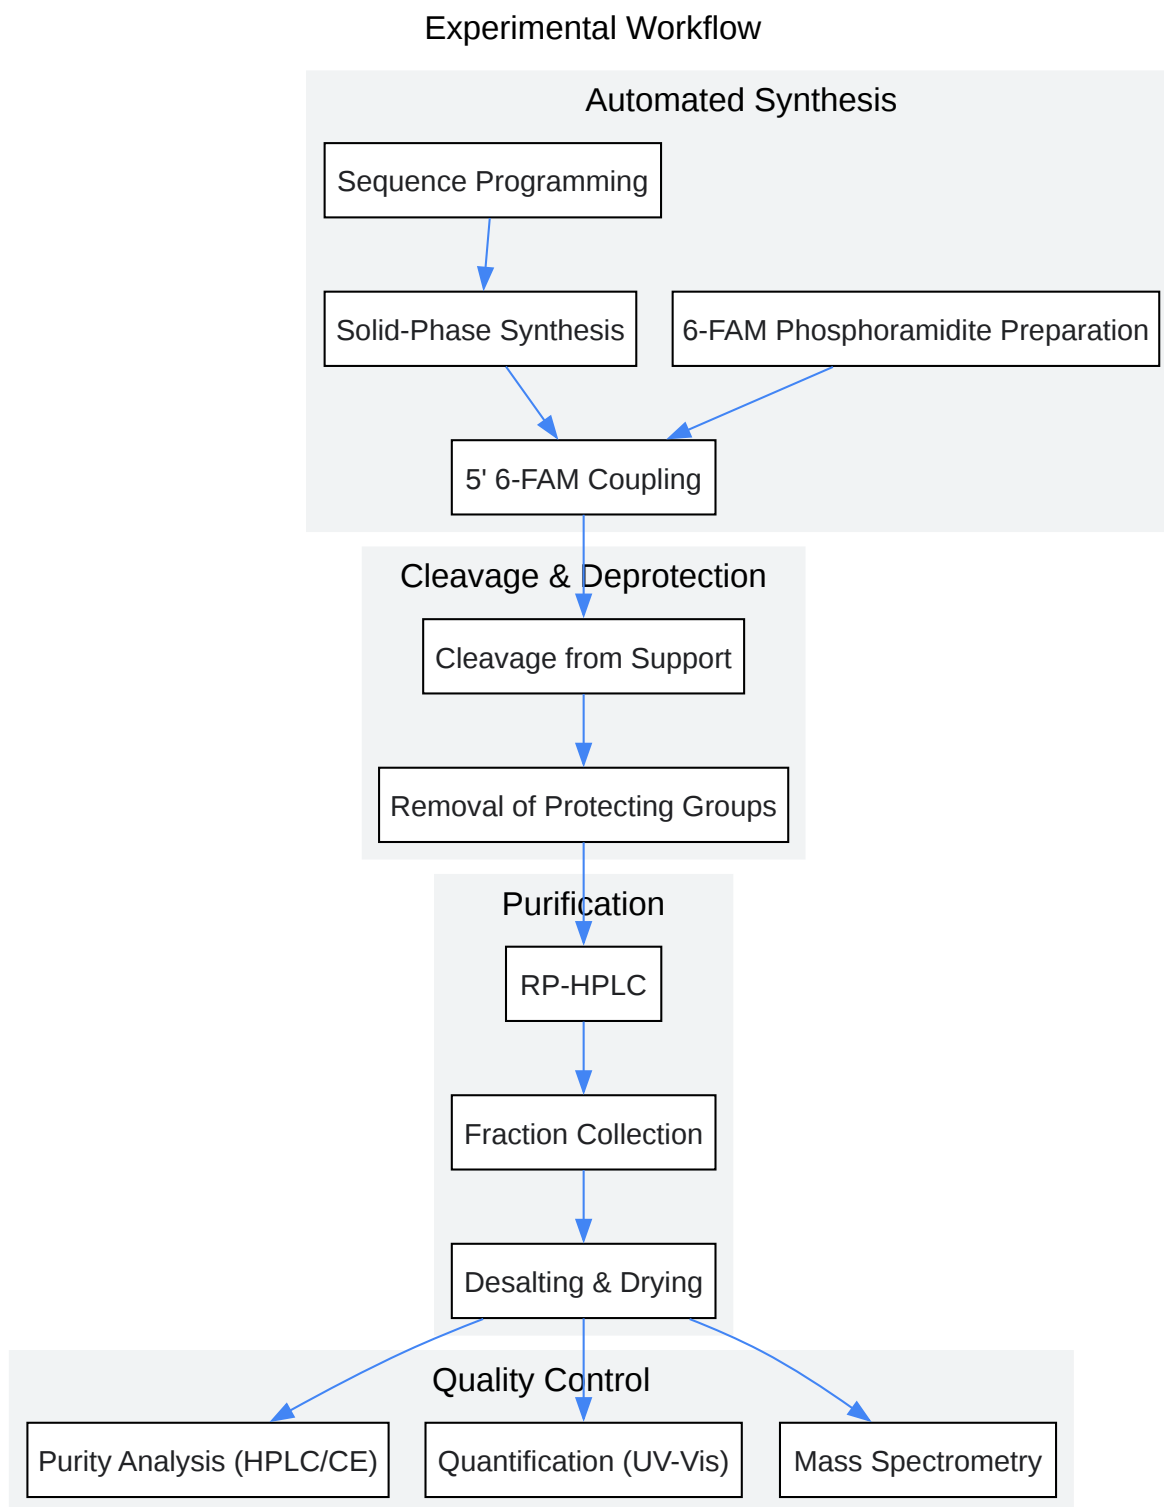 Experimental Workflow
Automated Synthesis
Sequence Programming
Solid-Phase Synthesis
6-FAM Phosphoramidite Preparation
5' 6-FAM Coupling
Cleavage & Deprotection
Cleavage from Support
Removal of Protecting Groups
Purification
RP-HPLC
Fraction Collection
Desalting & Drying
Quality Control
Purity Analysis (HPLC/CE)
Quantification (UV-Vis)
Mass Spectrometry